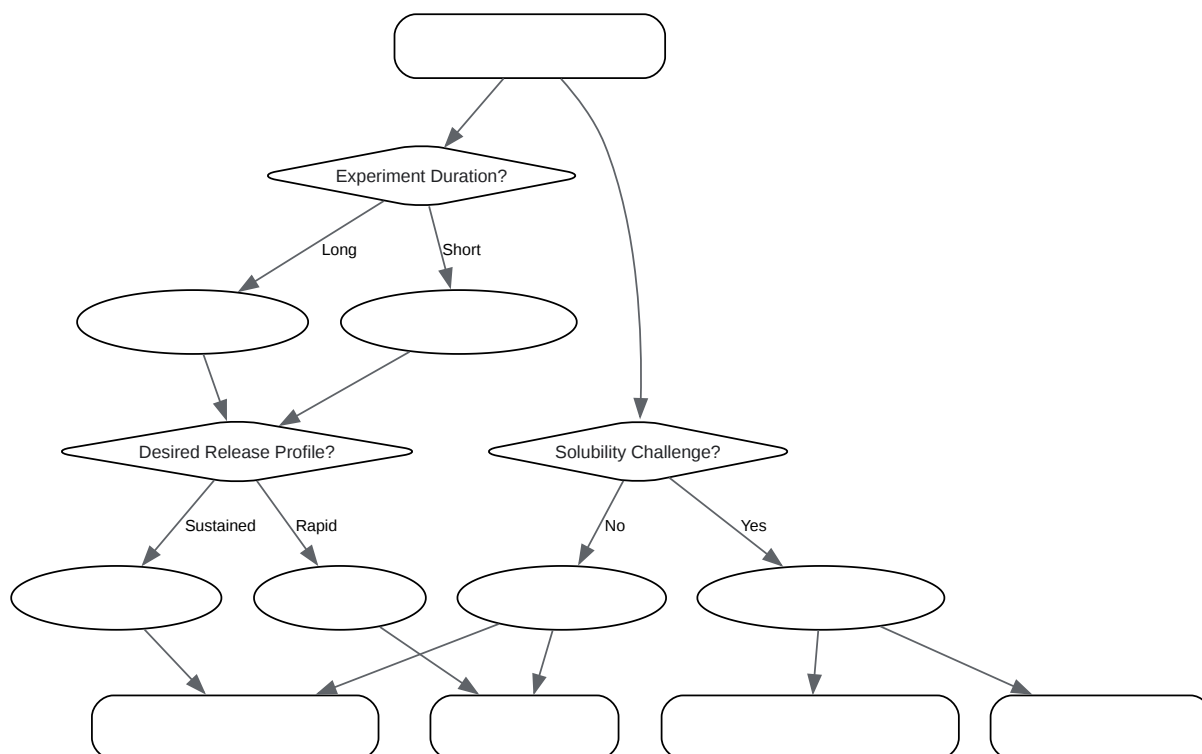 Experiment Duration?
Long
Short
Desired Release Profile?
Solubility Challenge?
Sustained
Rapid
No
Yes